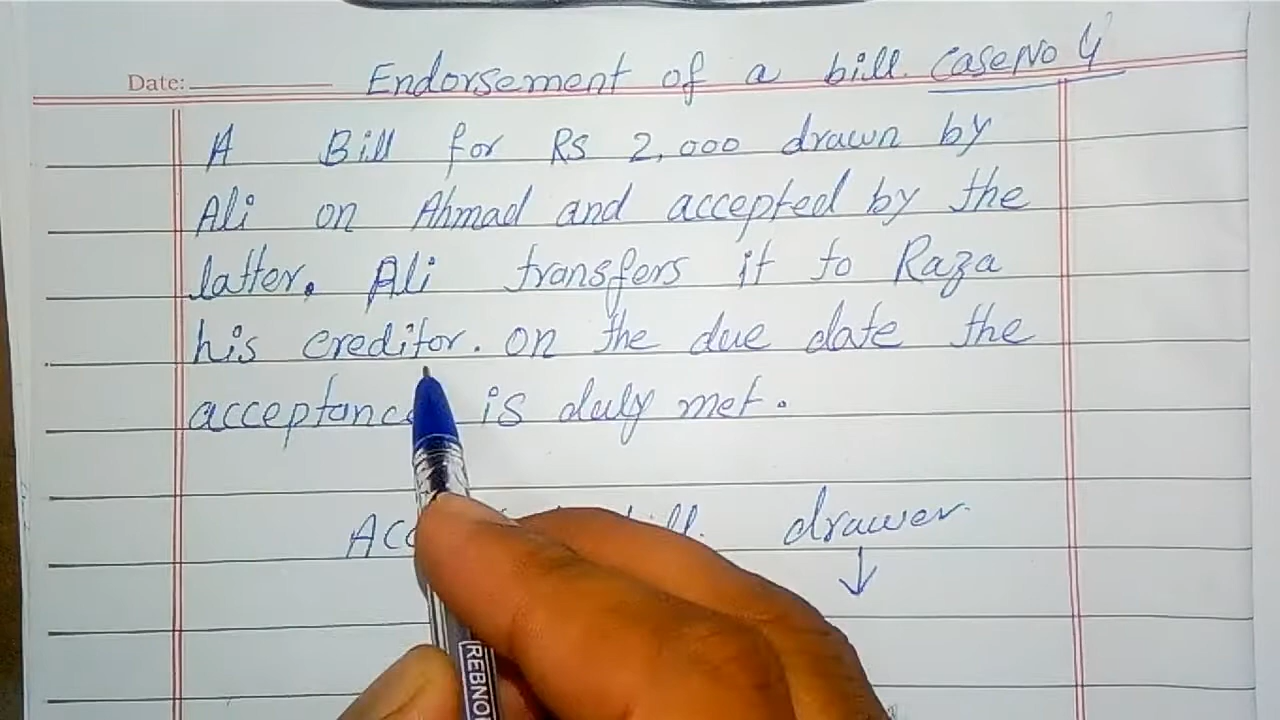 Endorsement of a bill. Case No 4
Date:
A Bill for Rs 2,000 drawn by
Ali on Ahmad and accepted by the
latter. Ali transfers it to Raza
his creditor. on the due date the
acceptance is duly met.
drawer
REBNO